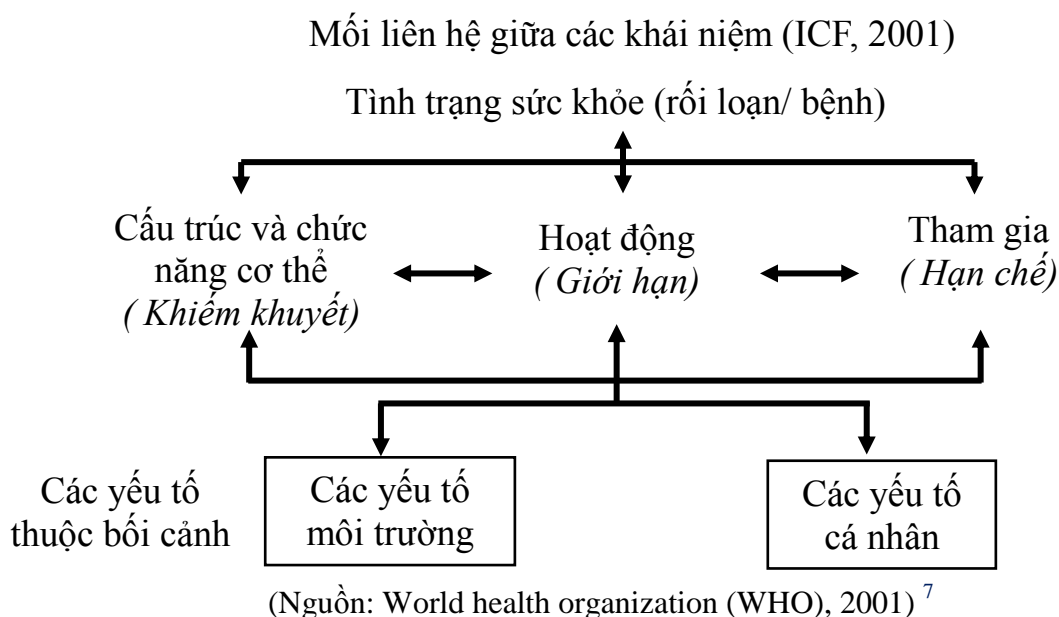 Mối liên hệ giữa các khái niệm (ICF, 2001)
Tình trạng sức khỏe (rối loạn/ bệnh)
Cấu trúc và chức
năng cơ thể
( Khiếm khuyết)
Hoạt động
( Giới hạn)
Tham gia
( Hạn chế)
Các yếu tố
thuộc bối cảnh
Các yếu tố
môi trường
Các yếu tố
cá nhân
(Nguồn: World health organization (WHO), 2001) 7